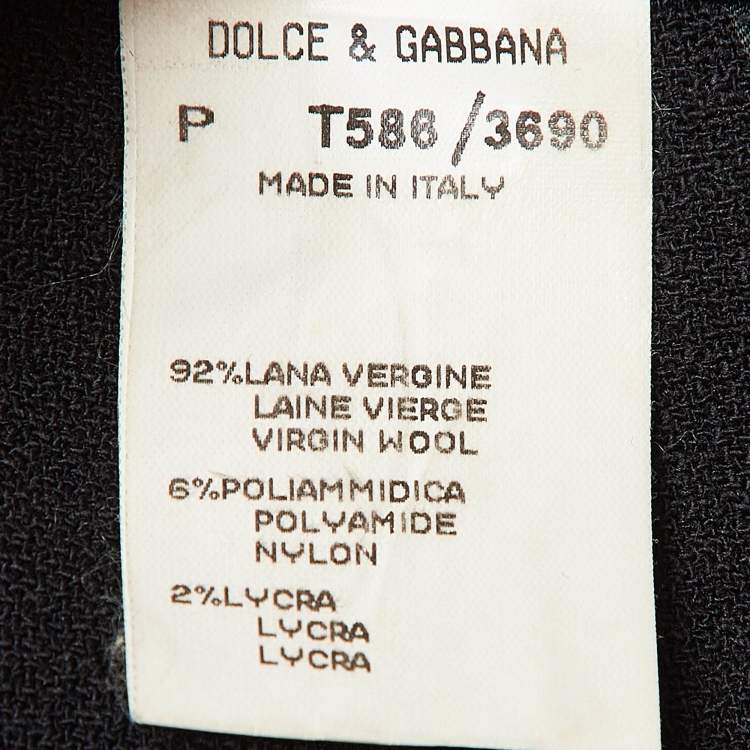 DOLCE & GABBANA
P T586/3690
MADE IN ITALY
92%LANA VERGINE
LAINE VIERGE
VIRGIN WOOL
6%POLIAMMIDICA
POLYAMIDE
NYLON
2%LYCRA
LYCRA
LYCRA